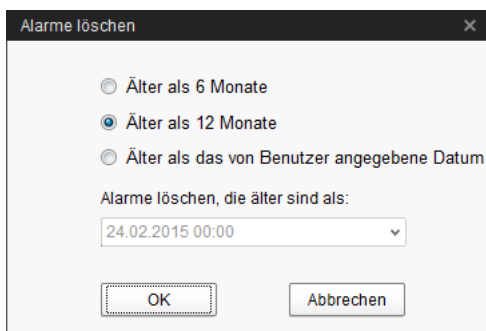 Alarme löschen
Älter als 6 Monate
Älter als 12 Monate
Älter als das von Benutzer angegebene Datum
Alarme löschen, die älter sind als:
24.02.2015 00:00
OK
Abbrechen